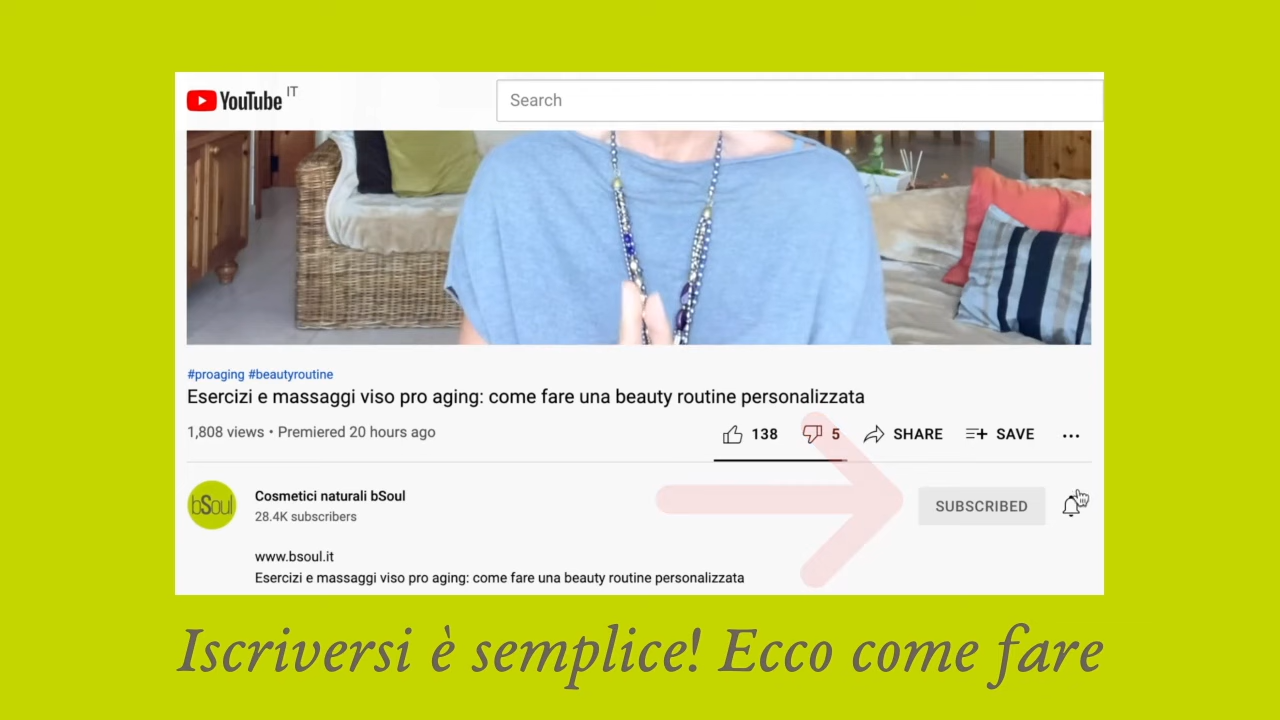 YouTube IT
Search
#proaging #beautyroutine
Esercizi e massaggi viso pro aging: come fare una beauty routine personalizzata
1,808 views • Premiered 20 hours ago
138 5 SHARE SAVE ...
bSoul
Cosmetici naturali bSoul
28.4K subscribers
SUBSCRIBED
www.bsoul.it
Esercizi e massaggi viso pro aging: come fare una beauty routine personalizzata
Iscriversi è semplice! Ecco come fare